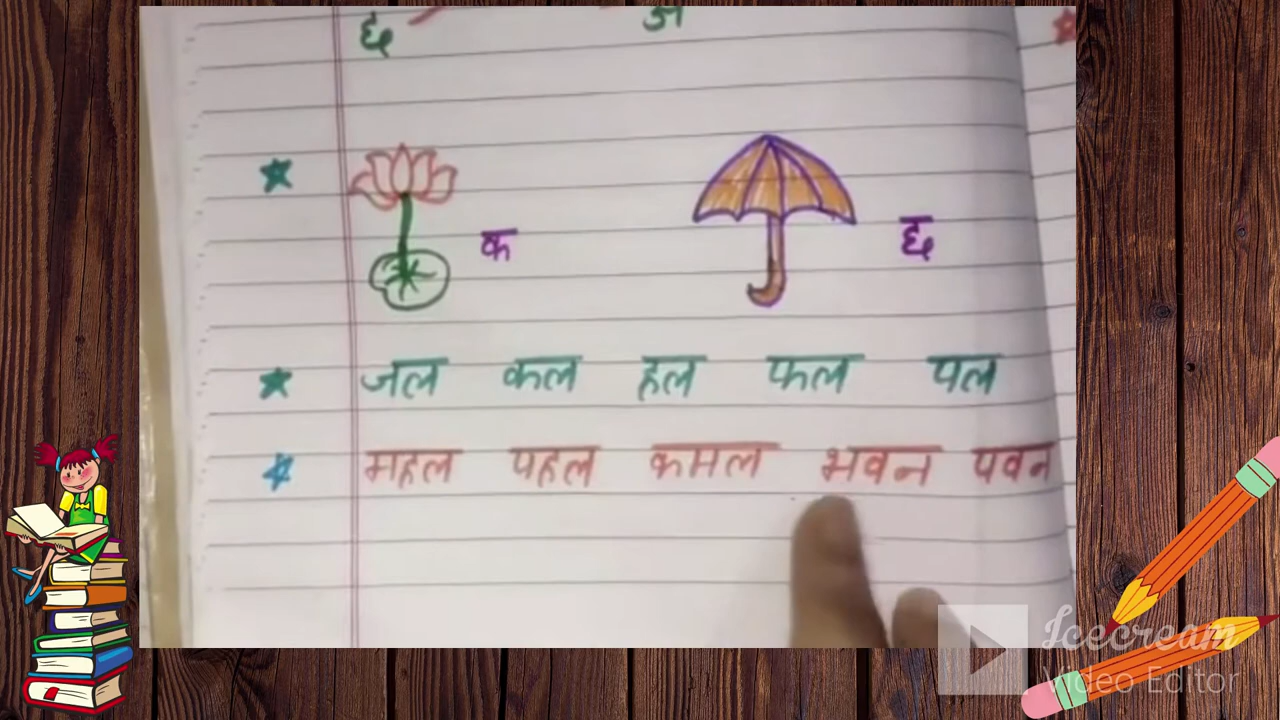 छ अ
क छ
जल कल हल फल पल
महल पहल कमल भवन पवन
Icecream
Video Editor